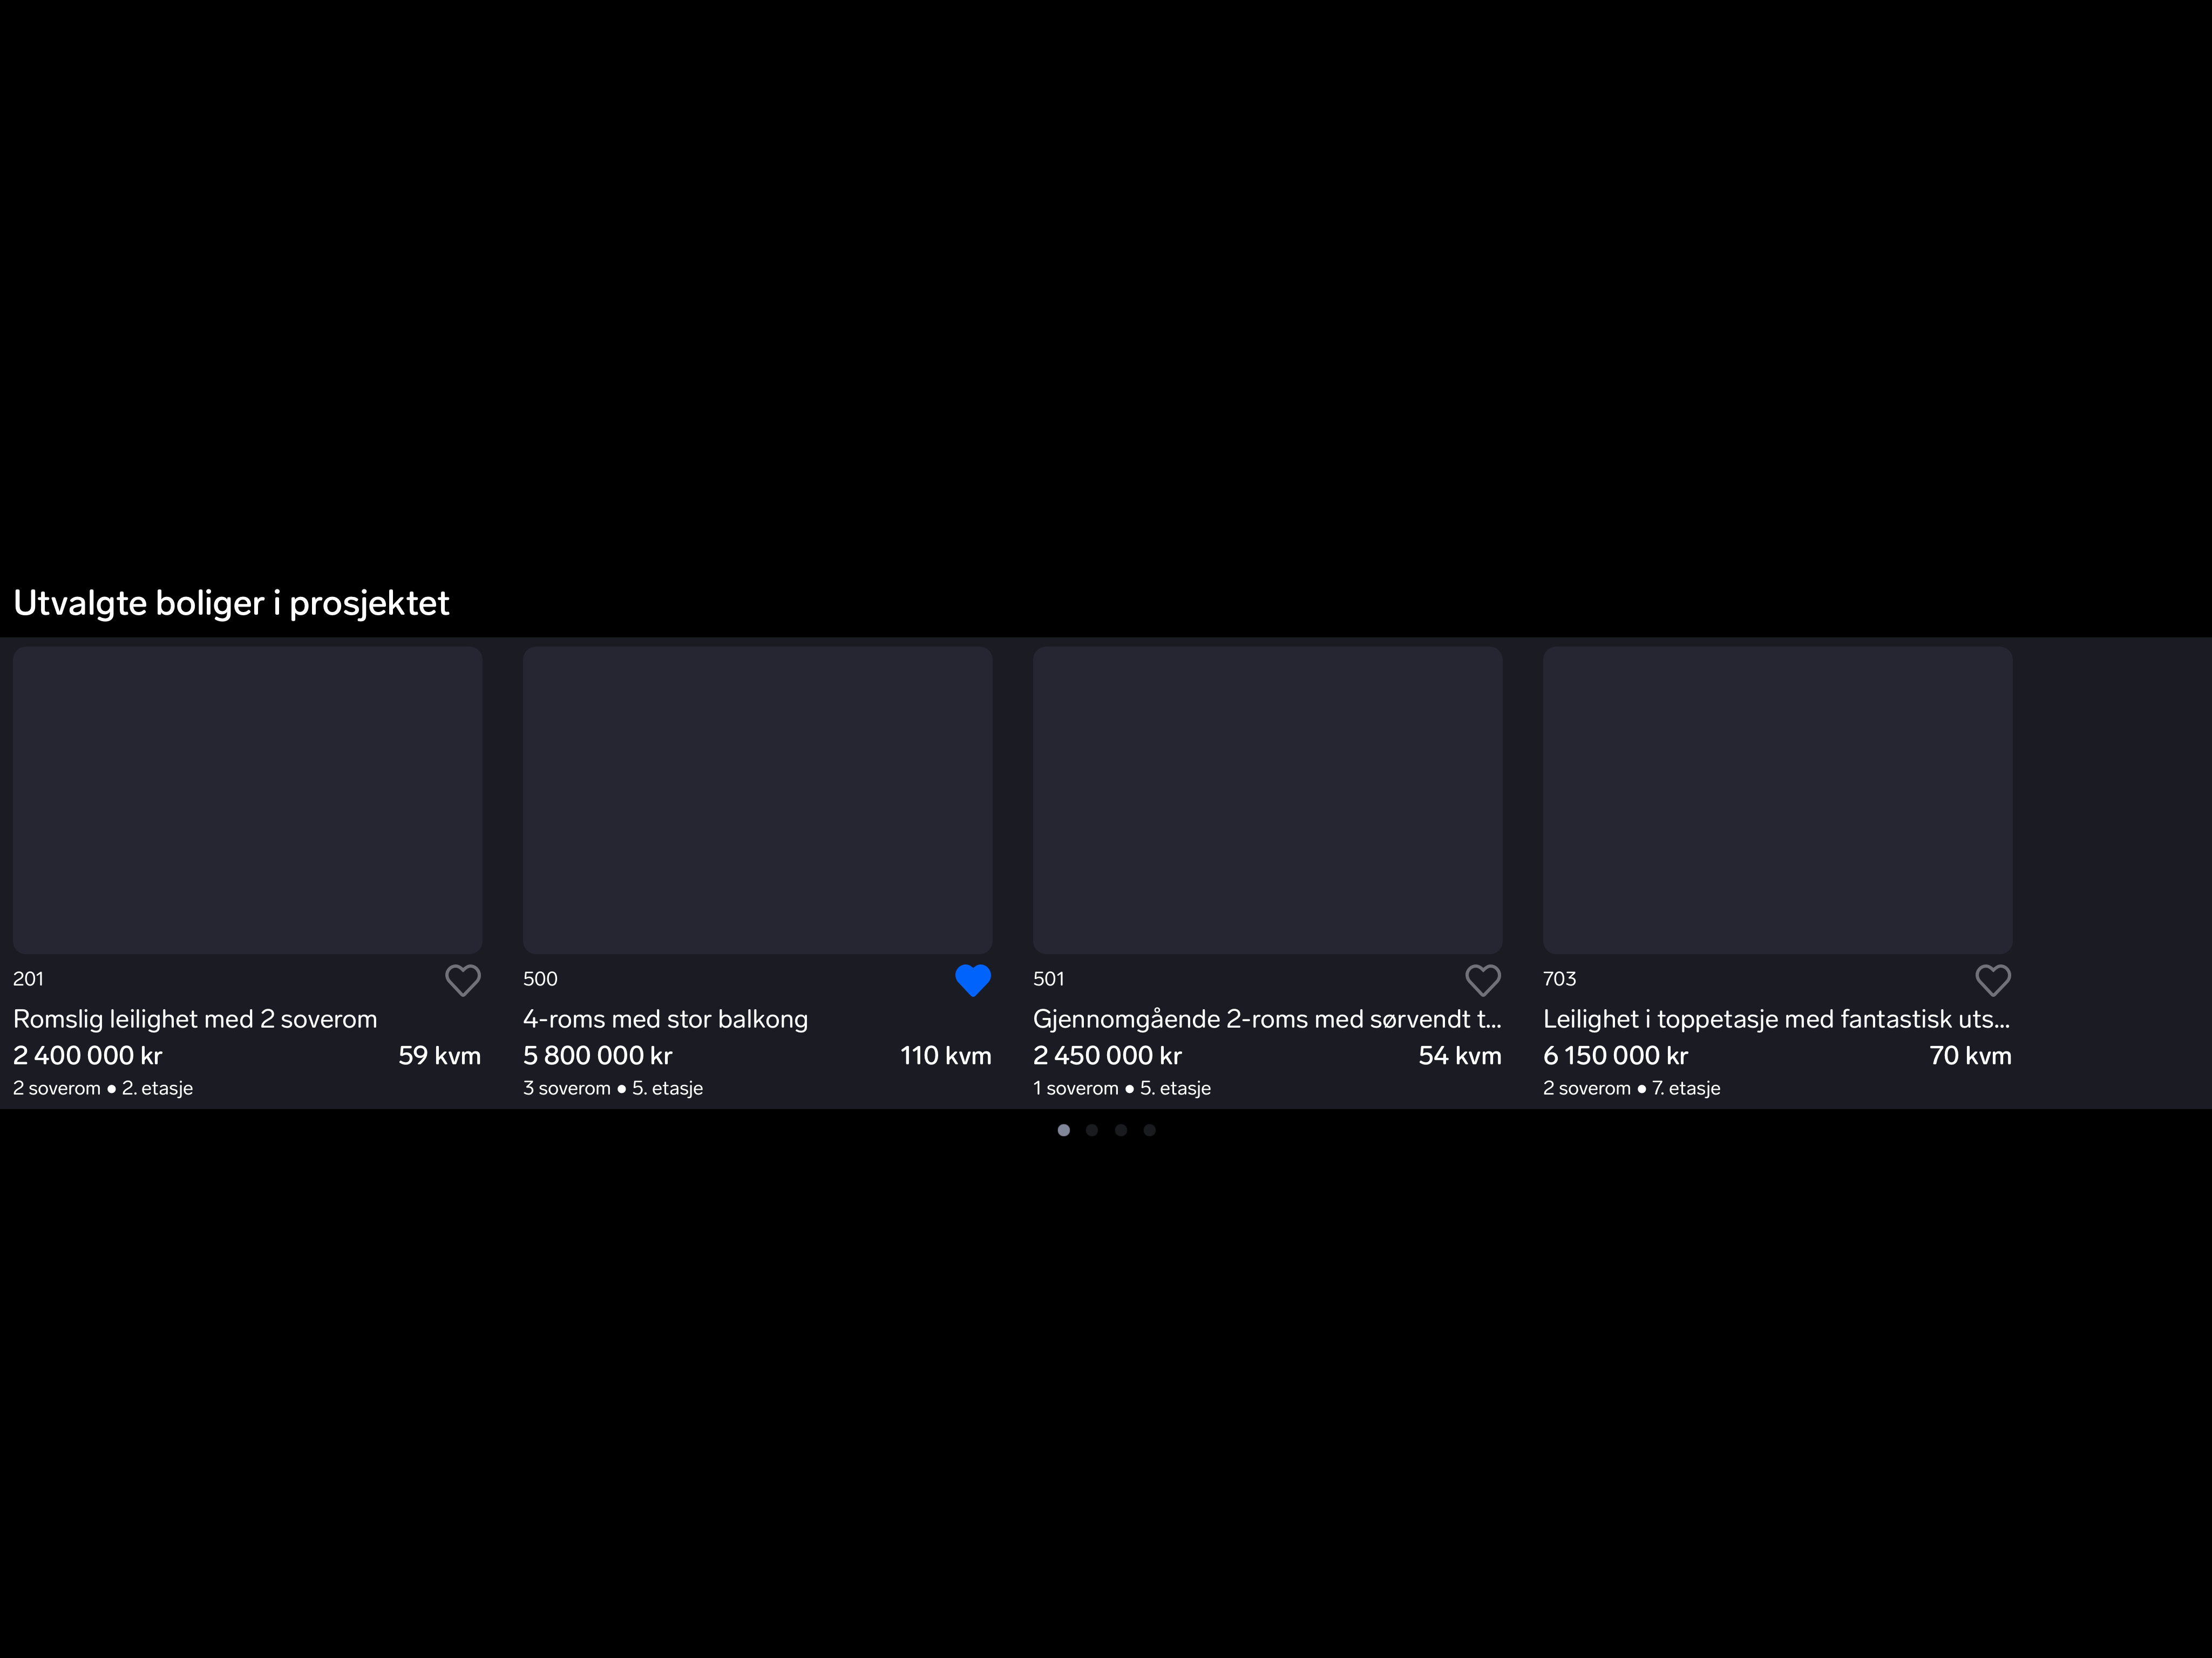 Utvalgte boliger i prosjektet
201
Romslig leilighet med 2 soverom
2 400 000 kr 59 kvm
2 soverom ● 2. etasje
500
4-roms med stor balkong
5 800 000 kr 110 kvm
3 soverom ● 5. etasje
501
Gjennomgående 2-roms med sørvendt t...
2 450 000 kr 54 kvm
1 soverom ● 5. etasje
703
Leilighet i toppetasje med fantastisk uts...
6 150 000 kr 70 kvm
2 soverom ● 7. etasje